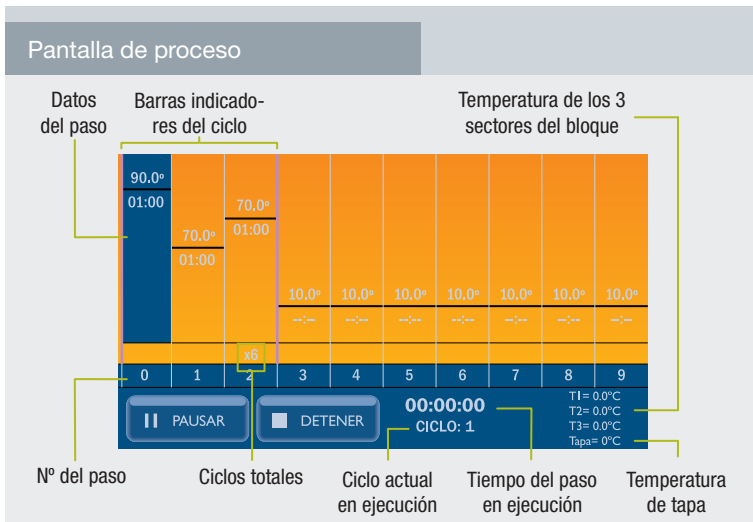 Pantalla de proceso
Datos
del paso
Barras indicado-
res del ciclo
Temperatura de los 3
sectores del bloque
90.0º
01:00
70.0º
01:00
70.0º
01:00
10.0º 10.0º 10.0º 10.0º 10.0º 10.0º 10.0º
--:-- --:-- --:-- --:-- --:-- --:-- --:--
x6
0 1 2 3 4 5 6 7 8 9
PAUSAR
DETENER
00:00:00
CICLO: 1
T1= 0.0°C
T2= 0.0°C
T3= 0.0°C
Tapa= 0°C
Nº del paso
Ciclos totales
Ciclo actual
en ejecución
Tiempo del paso
en ejecución
Temperatura
de tapa